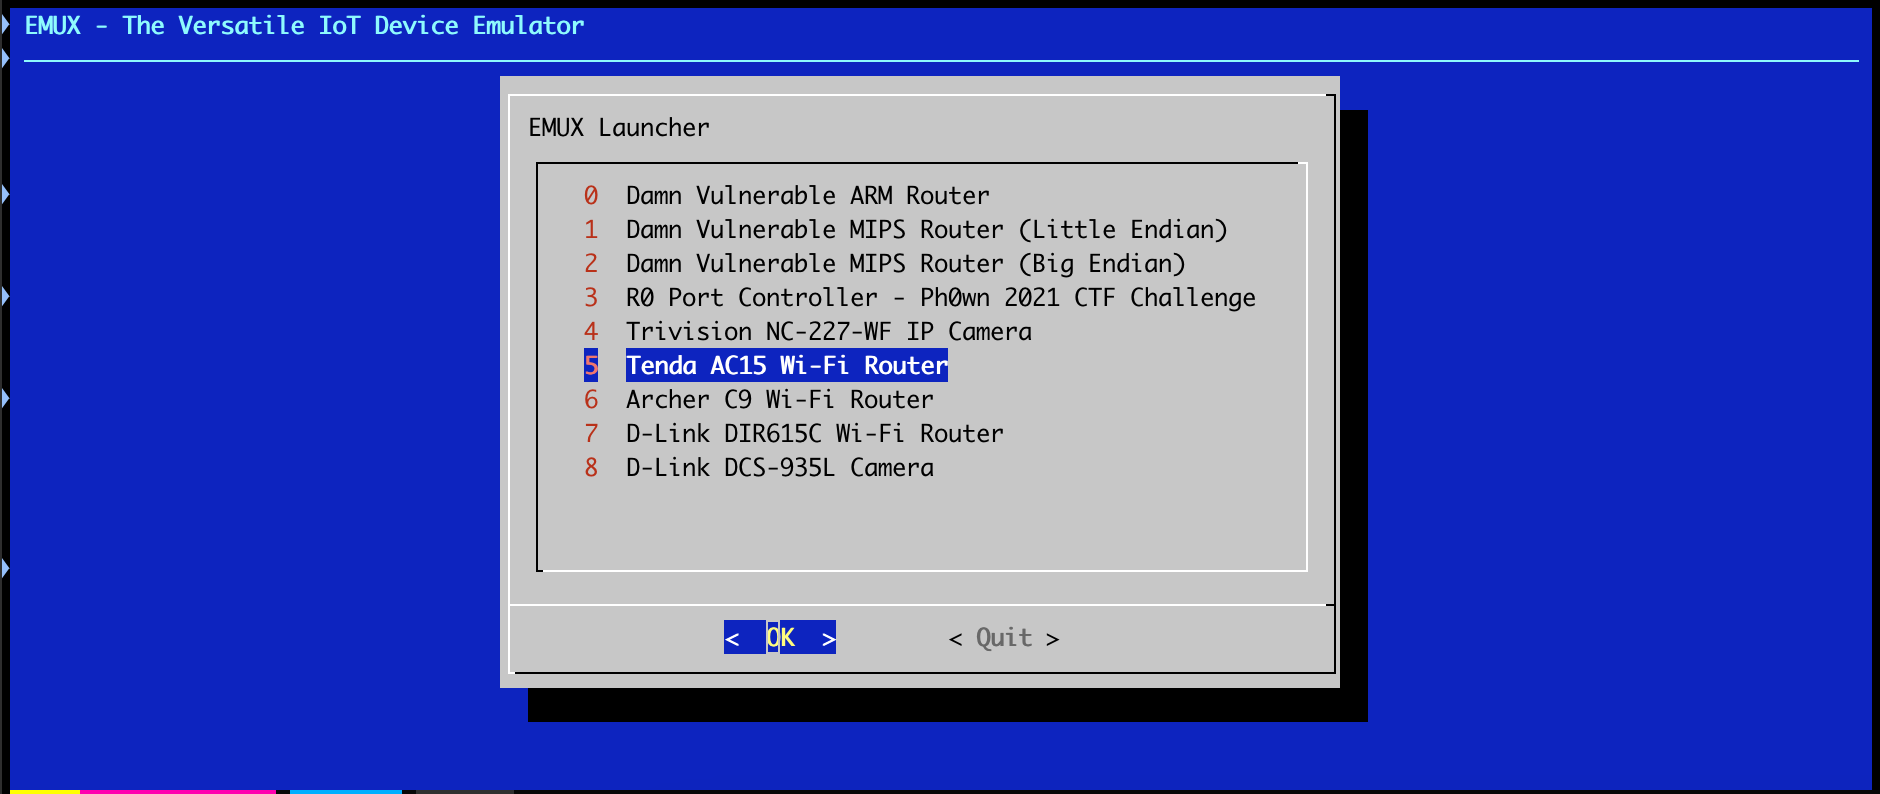 EMUX - The Versatile IoT Device Emulator
EMUX Launcher
0 Damn Vulnerable ARM Router
1 Damn Vulnerable MIPS Router (Little Endian)
2 Damn Vulnerable MIPS Router (Big Endian)
3 R0 Port Controller - Ph0wn 2021 CTF Challenge
4 Trivision NC-227-WF IP Camera
5 Tenda AC15 Wi-Fi Router
6 Archer C9 Wi-Fi Router
7 D-Link DIR615C Wi-Fi Router
8 D-Link DCS-935L Camera
< OK > < Quit >